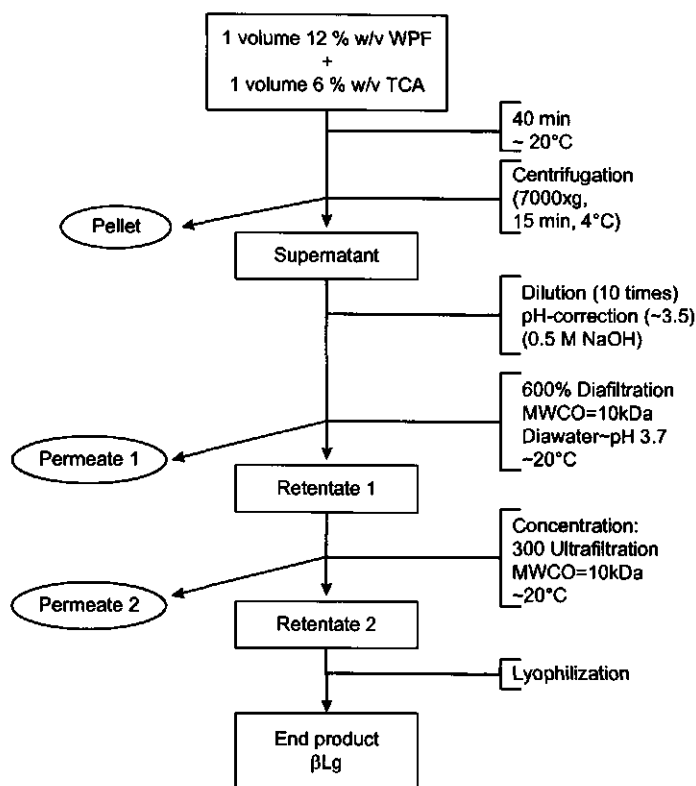 1 volume 12 % w/v WPF
+
1 volume 6 % w/v TCA
40 min
~ 20°C
Centrifugation
(7000xg,
15 min, 4°C)
Pellet
Supernatant
Dilution (10 times)
pH-correction (~3.5)
(0.5 M NaOH)
600% Diafiltration
MWCO=10kDa
Diawater~pH 3.7
~20°C
Permeate 1
Retentate 1
Concentration:
300 Ultrafiltration
MWCO=10kDa
~20°C
Permeate 2
Retentate 2
Lyophilization
End product
βLg